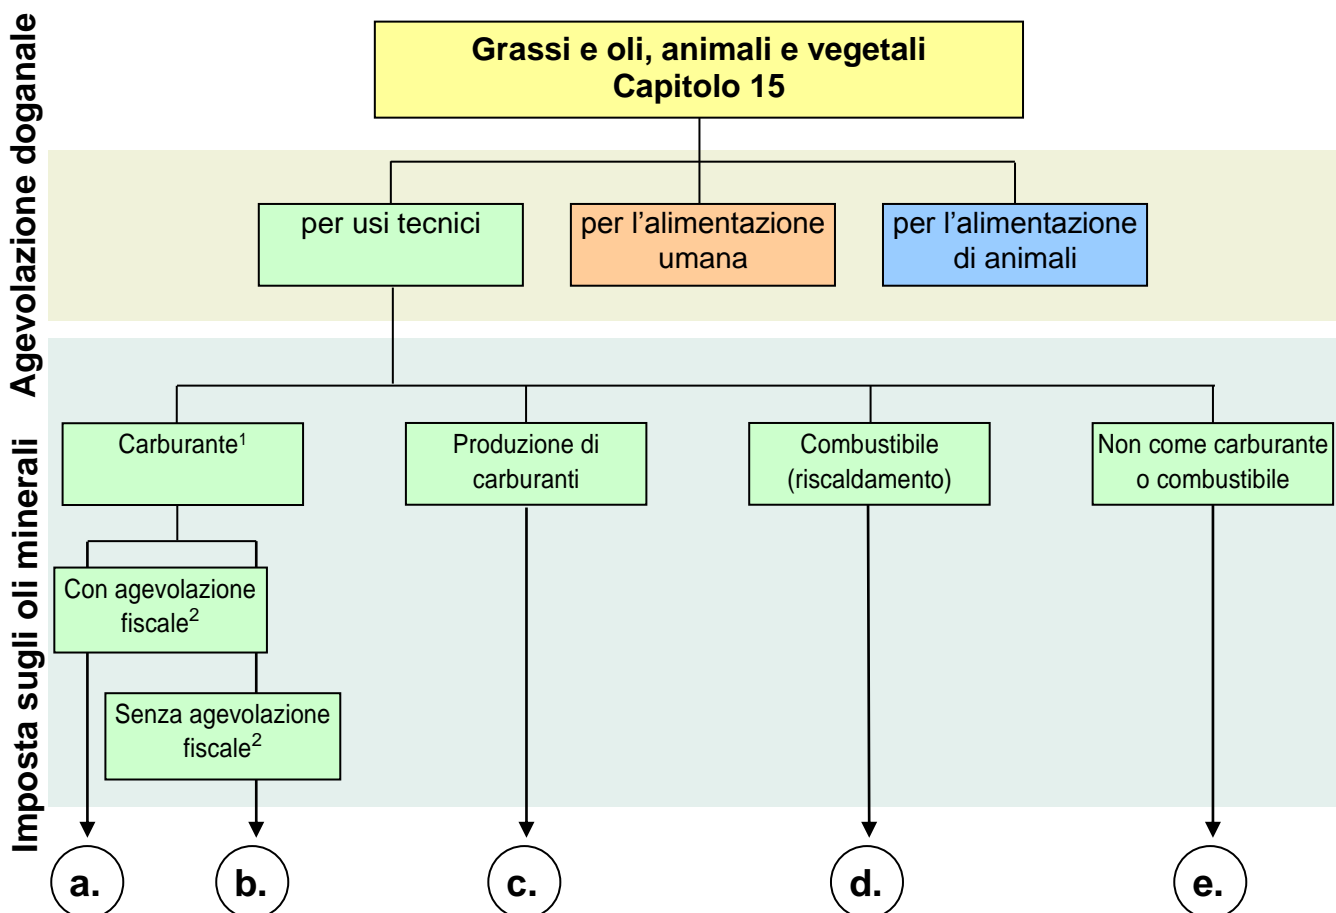 Agevolazione doganale
Grassi e oli, animali e vegetali
Capitolo 15
per usi tecnici
per l’alimentazione
umana
per l’alimentazione
di animali
Imposta sugli oli minerali
Carburante¹
Produzione di
carburanti
Combustibile
(riscaldamento)
Non come carburante
o combustibile
Con agevolazione
fiscale²
Senza agevolazione
fiscale²
a.
b.
c.
d.
e.